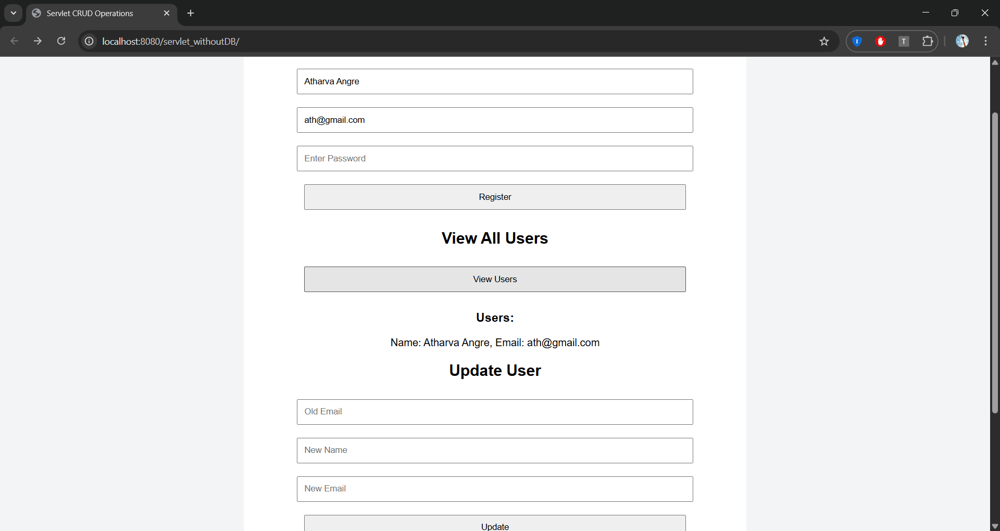 Servlet CRUD Operations
localhost:8080/servlet_withoutDB/
T
Atharva Angre
ath@gmail.com
Enter Password
Register
View All Users
View Users
Users:
Name: Atharva Angre, Email: ath@gmail.com
Update User
Old Email
New Name
New Email
Update